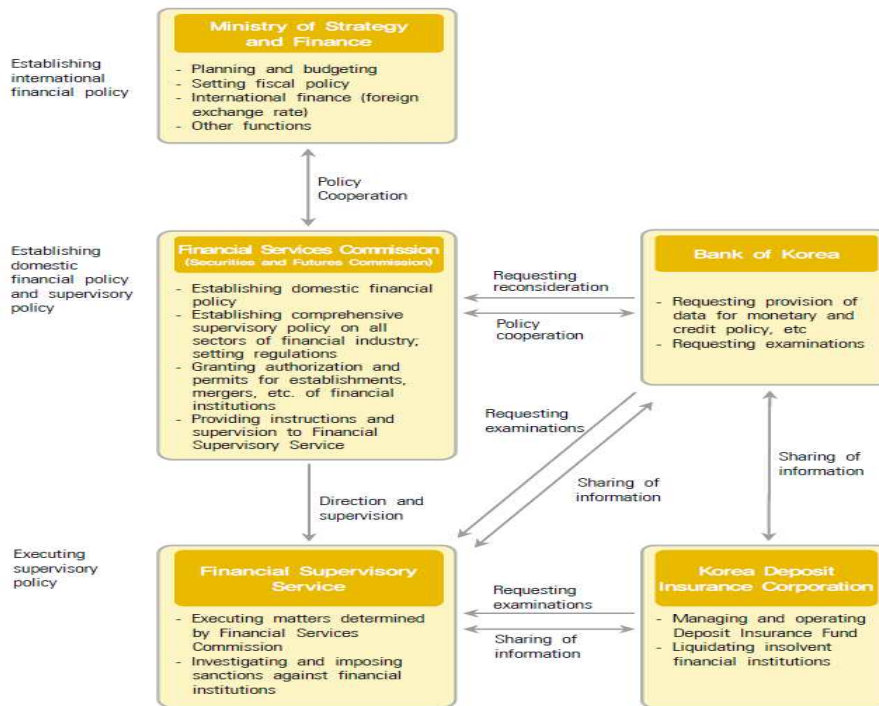 Ministry of Strategy
and Finance
Establishing
international
financial policy
- Planning and budgeting
- Setting fiscal policy
- International finance (foreign
exchange rate)
- Other functions
Policy
Cooperation
Establishing
domestic
financial policy
and supervisory
policy
Financial Services Commission
(Securities and Futures Commission)
- Establishing domestic financial
policy
- Establishing comprehensive
supervisory policy on all
sectors of financial industry;
setting regulations
- Granting authorization and
permits for establishments,
mergers, etc. of financial
institutions
- Providing instructions and
supervision to Financial
Supervisory Service
Requesting
reconsideration
Policy
cooperation
Bank of Korea
- Requesting provision of
data for monetary and
credit policy, etc
- Requesting examinations
Requesting
examinations
Sharing of
information
Sharing of
information
Direction and
supervision
Executing
supervisory
policy
Financial Supervisory
Service
- Executing matters determined
by Financial Services
Commission
- Investigating and imposing
sanctions against financial
institutions
Requesting
examinations
Sharing of
information
Korea Deposit
Insurance Corporation
- Managing and operating
Deposit Insurance Fund
- Liquidating insolvent
financial institutions